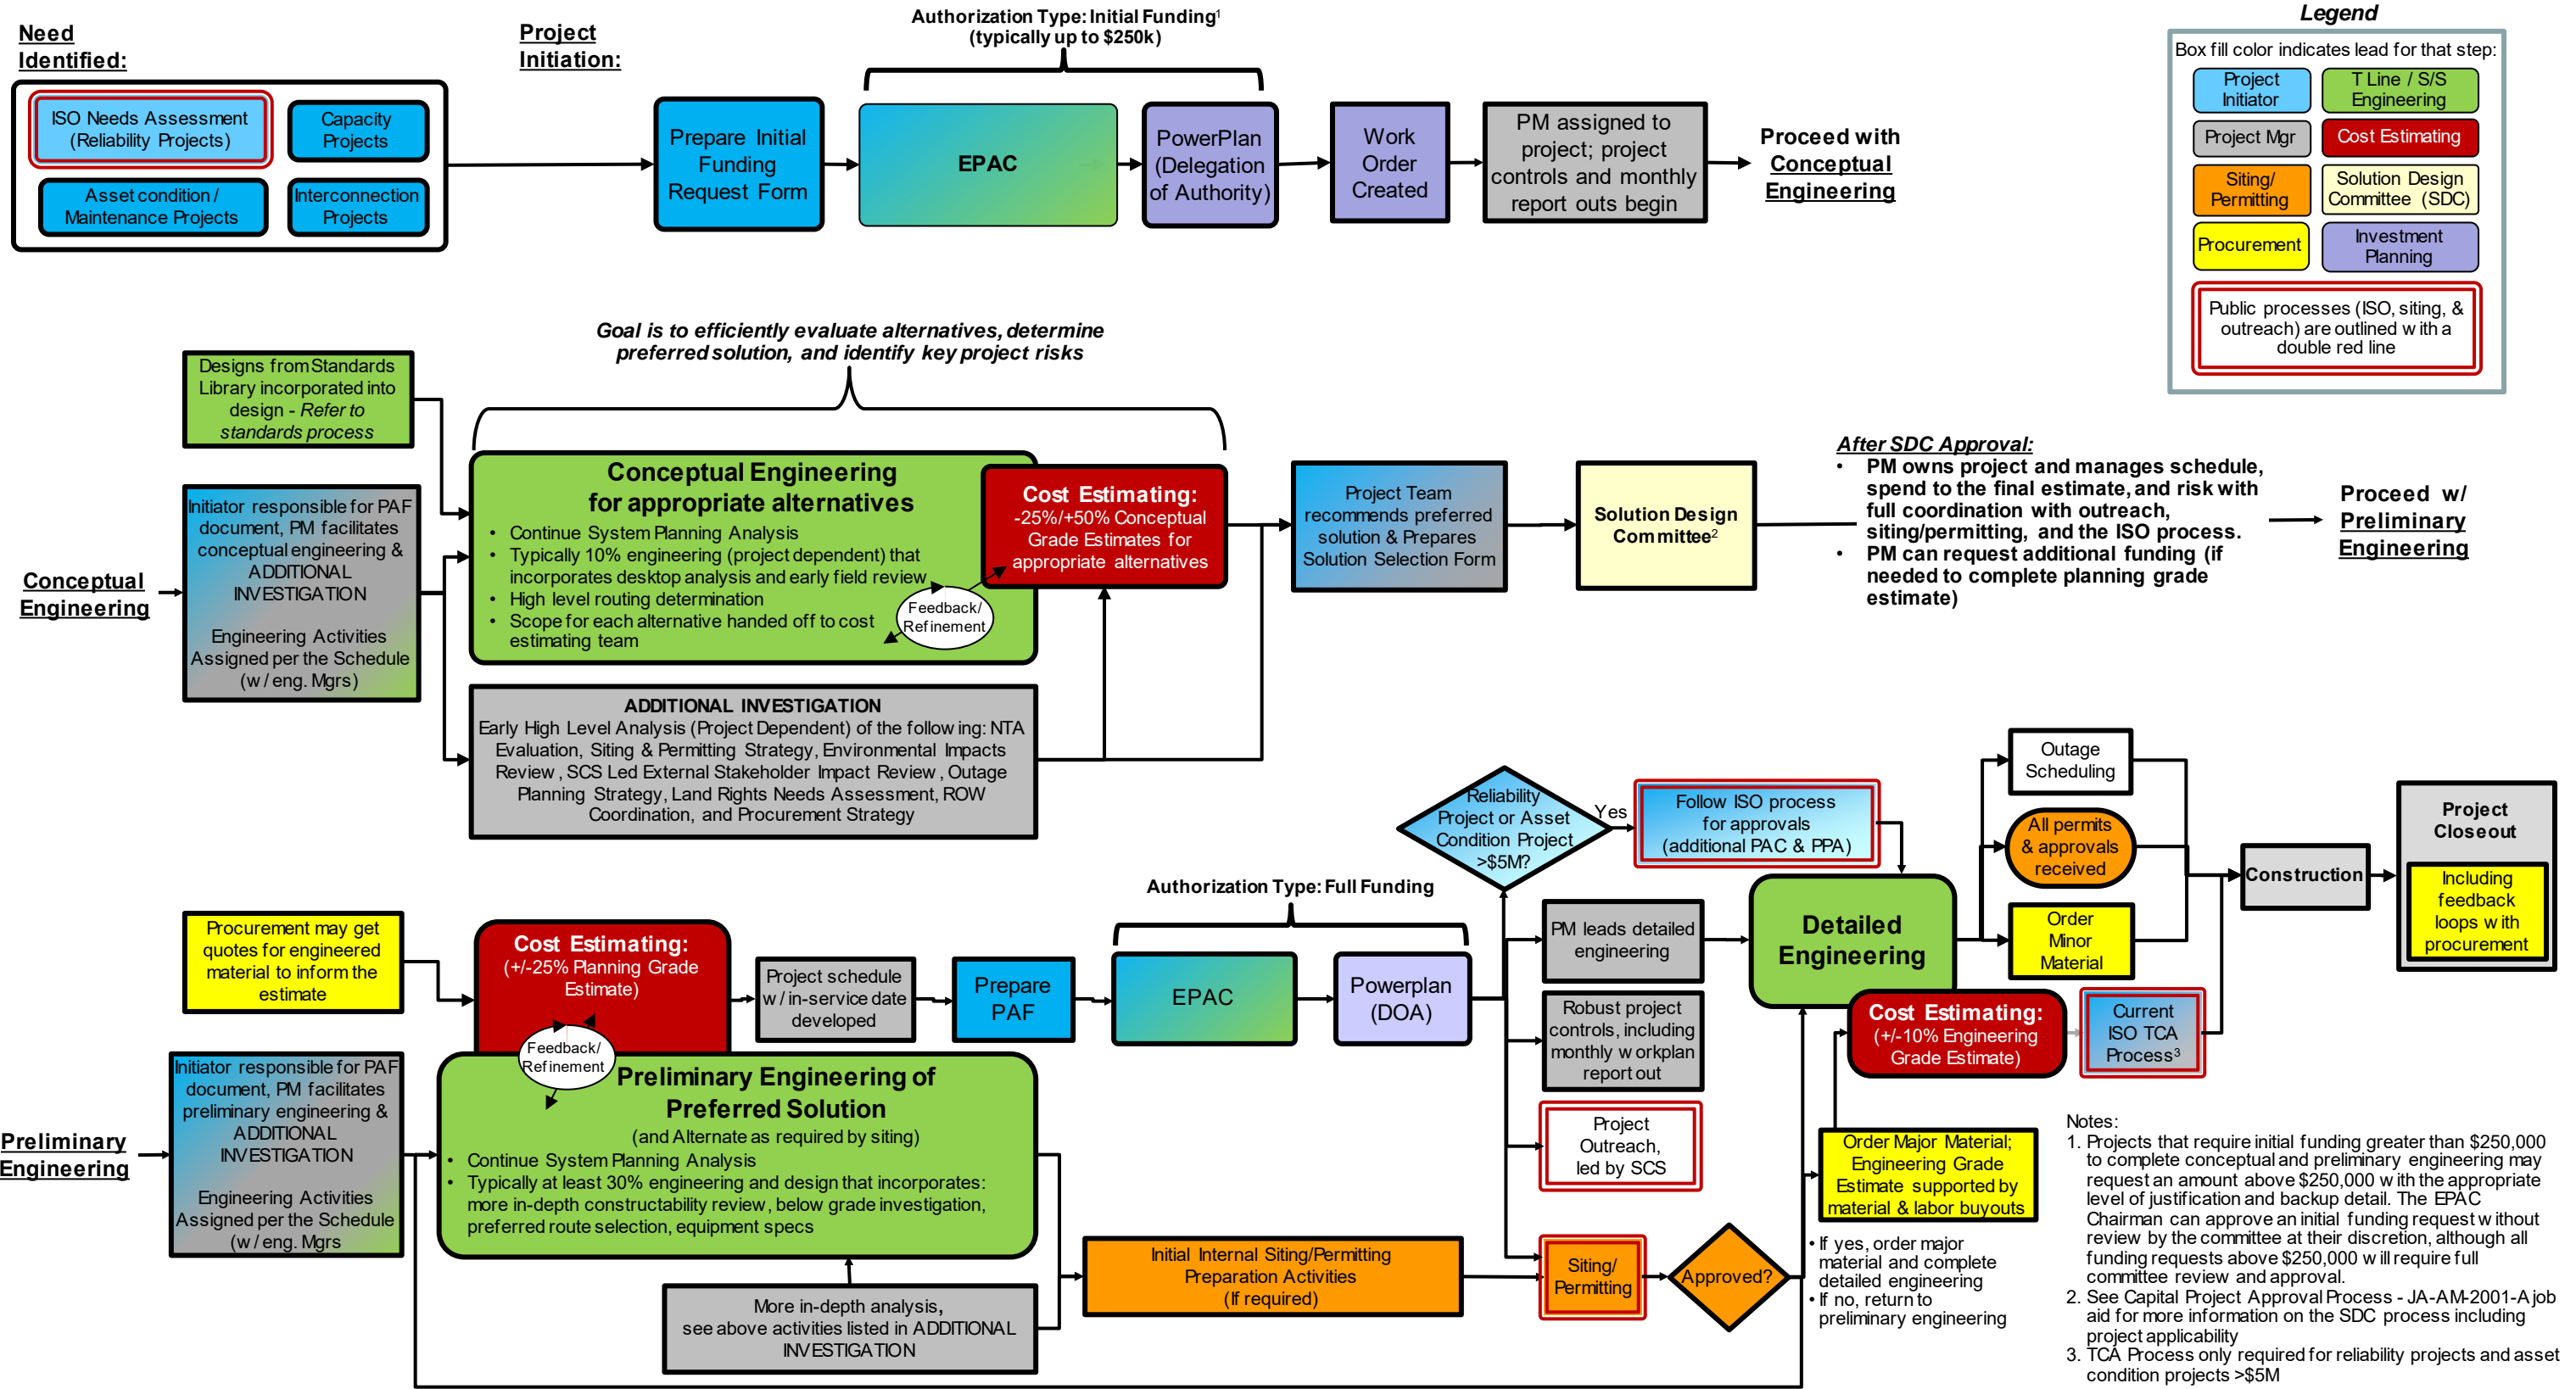 Need
Identified:
ISO Needs Assessment
(Reliability Projects)
Capacity
Projects
Asset condition /
Maintenance Projects
Interconnection
Projects
Project
Initiation:
Authorization Type: Initial Funding1
(typically up to $250k)
Prepare Initial
Funding
Request Form
EPAC
PowerPlan
(Delegation
of Authority)
Work
Order
Created
PM assigned to
project; project
controls and monthly
report outs begin
Proceed with
Conceptual
Engineering
Legend
Box fill color indicates lead for that step:
Project
Initiator
T Line / S/S
Engineering
Project Mgr
Cost Estimating
Siting/
Permitting
Solution Design
Committee (SDC)
Procurement
Investment
Planning
Public processes (ISO, siting, &
outreach) are outlined with a
double red line
Goal is to efficiently evaluate alternatives, determine
preferred solution, and identify key project risks
Designs from Standards
Library incorporated into
design - Refer to
standards process
Conceptual
Engineering
Initiator responsible for PAF
document, PM facilitates
conceptual engineering &
ADDITIONAL
INVESTIGATION
Engineering Activities
Assigned per the Schedule
(w/ eng. Mgrs)
Conceptual Engineering
for appropriate alternatives
• Continue System Planning Analysis
• Typically 10% engineering (project dependent) that
incorporates desktop analysis and early field review
• High level routing determination
• Scope for each alternative handed off to cost
estimating team
Feedback/
Refinement
Cost Estimating:
-25%/+50% Conceptual
Grade Estimates for
appropriate alternatives
Project Team
recommends preferred
solution & Prepares
Solution Selection Form
Solution Design
Committee2
After SDC Approval:
• PM owns project and manages schedule,
spend to the final estimate, and risk with
full coordination with outreach,
siting/permitting, and the ISO process.
• PM can request additional funding (if
needed to complete planning grade
estimate)
Proceed w/
Preliminary
Engineering
ADDITIONAL INVESTIGATION
Early High Level Analysis (Project Dependent) of the following: NTA
Evaluation, Siting & Permitting Strategy, Environmental Impacts
Review, SCS Led External Stakeholder Impact Review, Outage
Planning Strategy, Land Rights Needs Assessment, ROW
Coordination, and Procurement Strategy
Preliminary
Engineering
Procurement may get
quotes for engineered
material to inform the
estimate
Initiator responsible for PAF
document, PM facilitates
preliminary engineering &
ADDITIONAL
INVESTIGATION
Engineering Activities
Assigned per the Schedule
(w/ eng. Mgrs
Cost Estimating:
(+/-25% Planning Grade
Estimate)
Feedback/
Refinement
Preliminary Engineering of
Preferred Solution
(and Alternate as required by siting)
• Continue System Planning Analysis
• Typically at least 30% engineering and design that incorporates:
more in-depth constructability review, below grade investigation,
preferred route selection, equipment specs
More in-depth analysis,
see above activities listed in ADDITIONAL
INVESTIGATION
Project schedule
w/ in-service date
developed
Prepare
PAF
Authorization Type: Full Funding
EPAC
Powerplan
(DOA)
Initial Internal Siting/Permitting
Preparation Activities
(If required)
Reliability
Project or Asset
Condition Project
>$5M?
Yes
Follow ISO process
for approvals
(additional PAC & PPA)
PM leads detailed
engineering
Robust project
controls, including
monthly workplan
report out
Project
Outreach,
led by SCS
Siting/
Permitting
Approved?
Detailed
Engineering
Cost Estimating:
(+/-10% Engineering
Grade Estimate)
Current
ISO TCA
Process3
Order Major Material;
Engineering Grade
Estimate supported by
material & labor buyouts
• If yes, order major
material and complete
detailed engineering
• If no, return to
preliminary engineering
Outage
Scheduling
All permits
& approvals
received
Order
Minor
Material
Construction
Project
Closeout
Including
feedback
loops with
procurement
Notes:
1. Projects that require initial funding greater than $250,000
to complete conceptual and preliminary engineering may
request an amount above $250,000 with the appropriate
level of justification and backup detail. The EPAC
Chairman can approve an initial funding request without
review by the committee at their discretion, although all
funding requests above $250,000 will require full
committee review and approval.
2. See Capital Project Approval Process - JA-AM-2001-A job
aid for more information on the SDC process including
project applicability
3. TCA Process only required for reliability projects and asset
condition projects >$5M